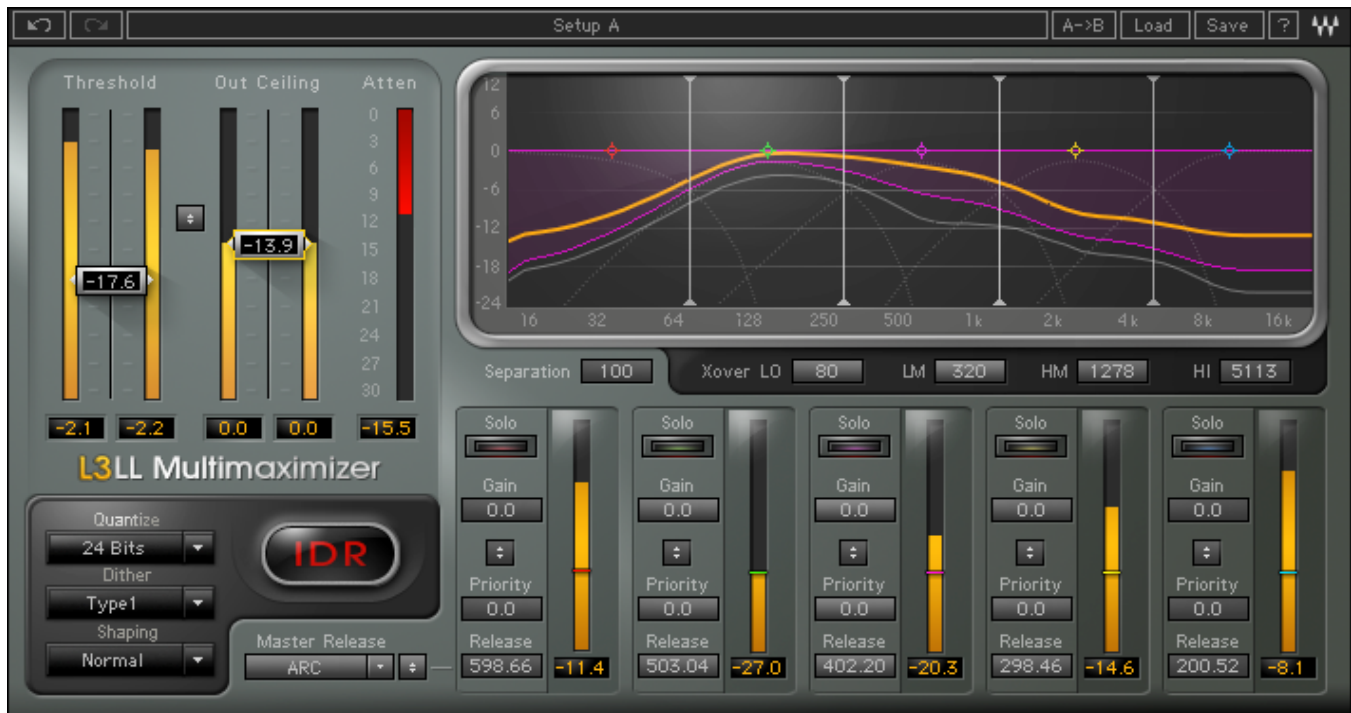 Setup A A->B Load Save ?
Threshold Out Ceiling Atten
0
3
6
9
12
15
18
21
24
27
30
-17.6
-13.9
-2.1 -2.2 0.0 0.0 -15.5
L3LL Multimaximizer
Quantize
24 Bits
Dither
Type1
Shaping
Normal
IDR
Master Release
ARC
12
6
0
-6
-12
-18
-24
16 32 64 128 250 500 1k 2k 4k 8k 16k
Separation 100 Xover LO 80 LM 320 HM 1278 HI 5113
Solo Solo Solo Solo Solo
Gain Gain Gain Gain Gain
0.0 0.0 0.0 0.0 0.0
Priority Priority Priority Priority Priority
0.0 0.0 0.0 0.0 0.0
Release Release Release Release Release
598.66 -11.4 503.04 -27.0 402.20 -20.3 298.46 -14.6 200.52 -8.1